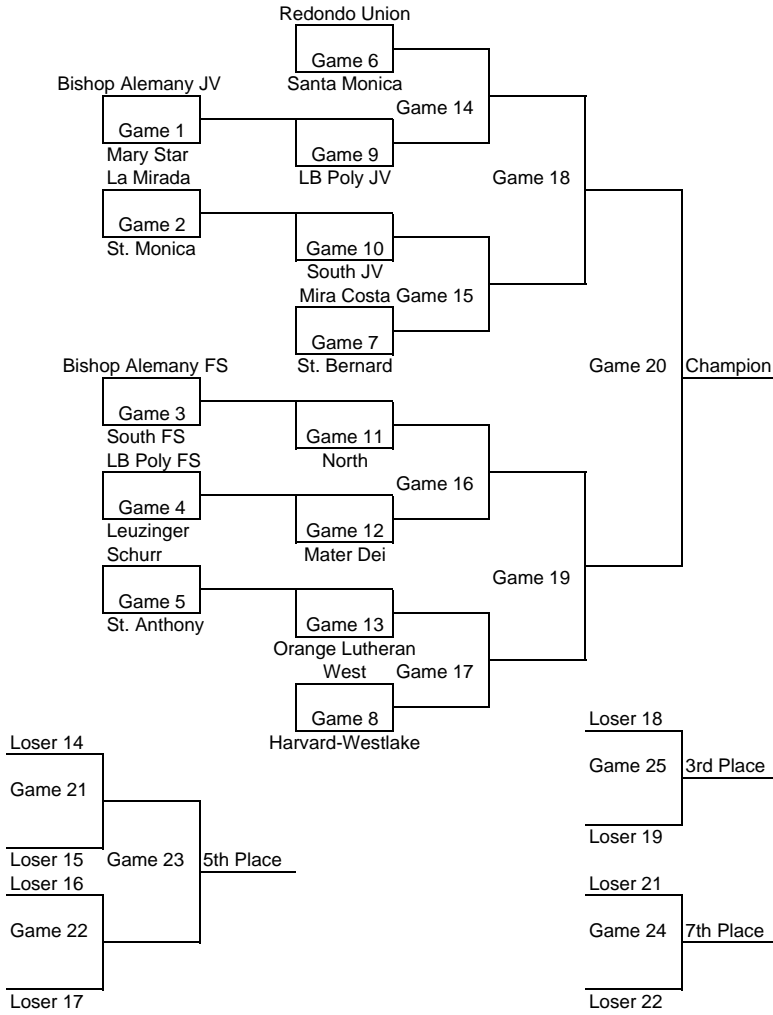 Redondo Union
Game 6
Bishop Alemany JV
Santa Monica
Game 14
Game 1
Mary Star
Game 9
La Mirada
LB Poly JV
Game 18
Game 2
St. Monica
Game 10
South JV
Mira Costa Game 15
Game 7
Bishop Alemany FS
St. Bernard
Game 20
Champion
Game 3
South FS
Game 11
LB Poly FS
North
Game 16
Game 4
Leuzinger
Game 12
Schurr
Mater Dei
Game 19
Game 5
St. Anthony
Game 13
Orange Lutheran
West
Game 17
Game 8
Harvard-Westlake
Loser 14
Game 21
Loser 15
Game 23
5th Place
Loser 16
Game 22
Loser 17
Loser 18
Game 25
3rd Place
Loser 19
Loser 21
Game 24
7th Place
Loser 22